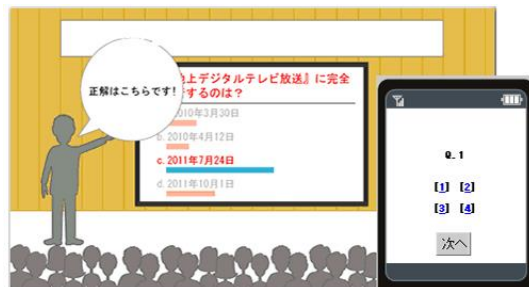 正解はこちらです!
上デジタルテレビ放送』に完全
するのは?
2010年3月30日
b. 2010年4月12日
c. 2011年7月24日
d. 2011年10月1日
Q.1
[1] [2]
[3] [4]
次へ